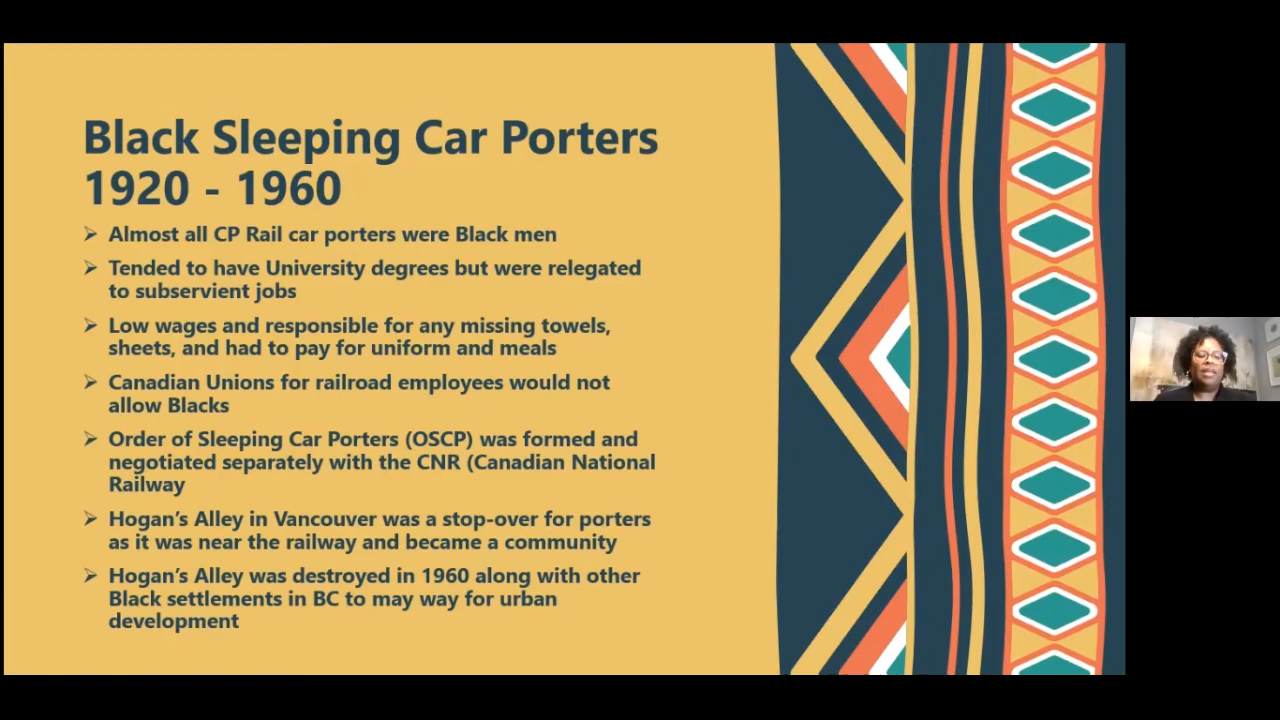 Black Sleeping Car Porters
1920 - 1960
Almost all CP Rail car porters were Black men
Tended to have University degrees but were relegated
to subservient jobs
Low wages and responsible for any missing towels,
sheets, and had to pay for uniform and meals
Canadian Unions for railroad employees would not
allow Blacks
Order of Sleeping Car Porters (OSCP) was formed and
negotiated separately with the CNR (Canadian National
Railway
Hogan's Alley in Vancouver was a stop-over for porters
as it was near the railway and became a community
Hogan's Alley was destroyed in 1960 along with other
Black settlements in BC to may way for urban
development